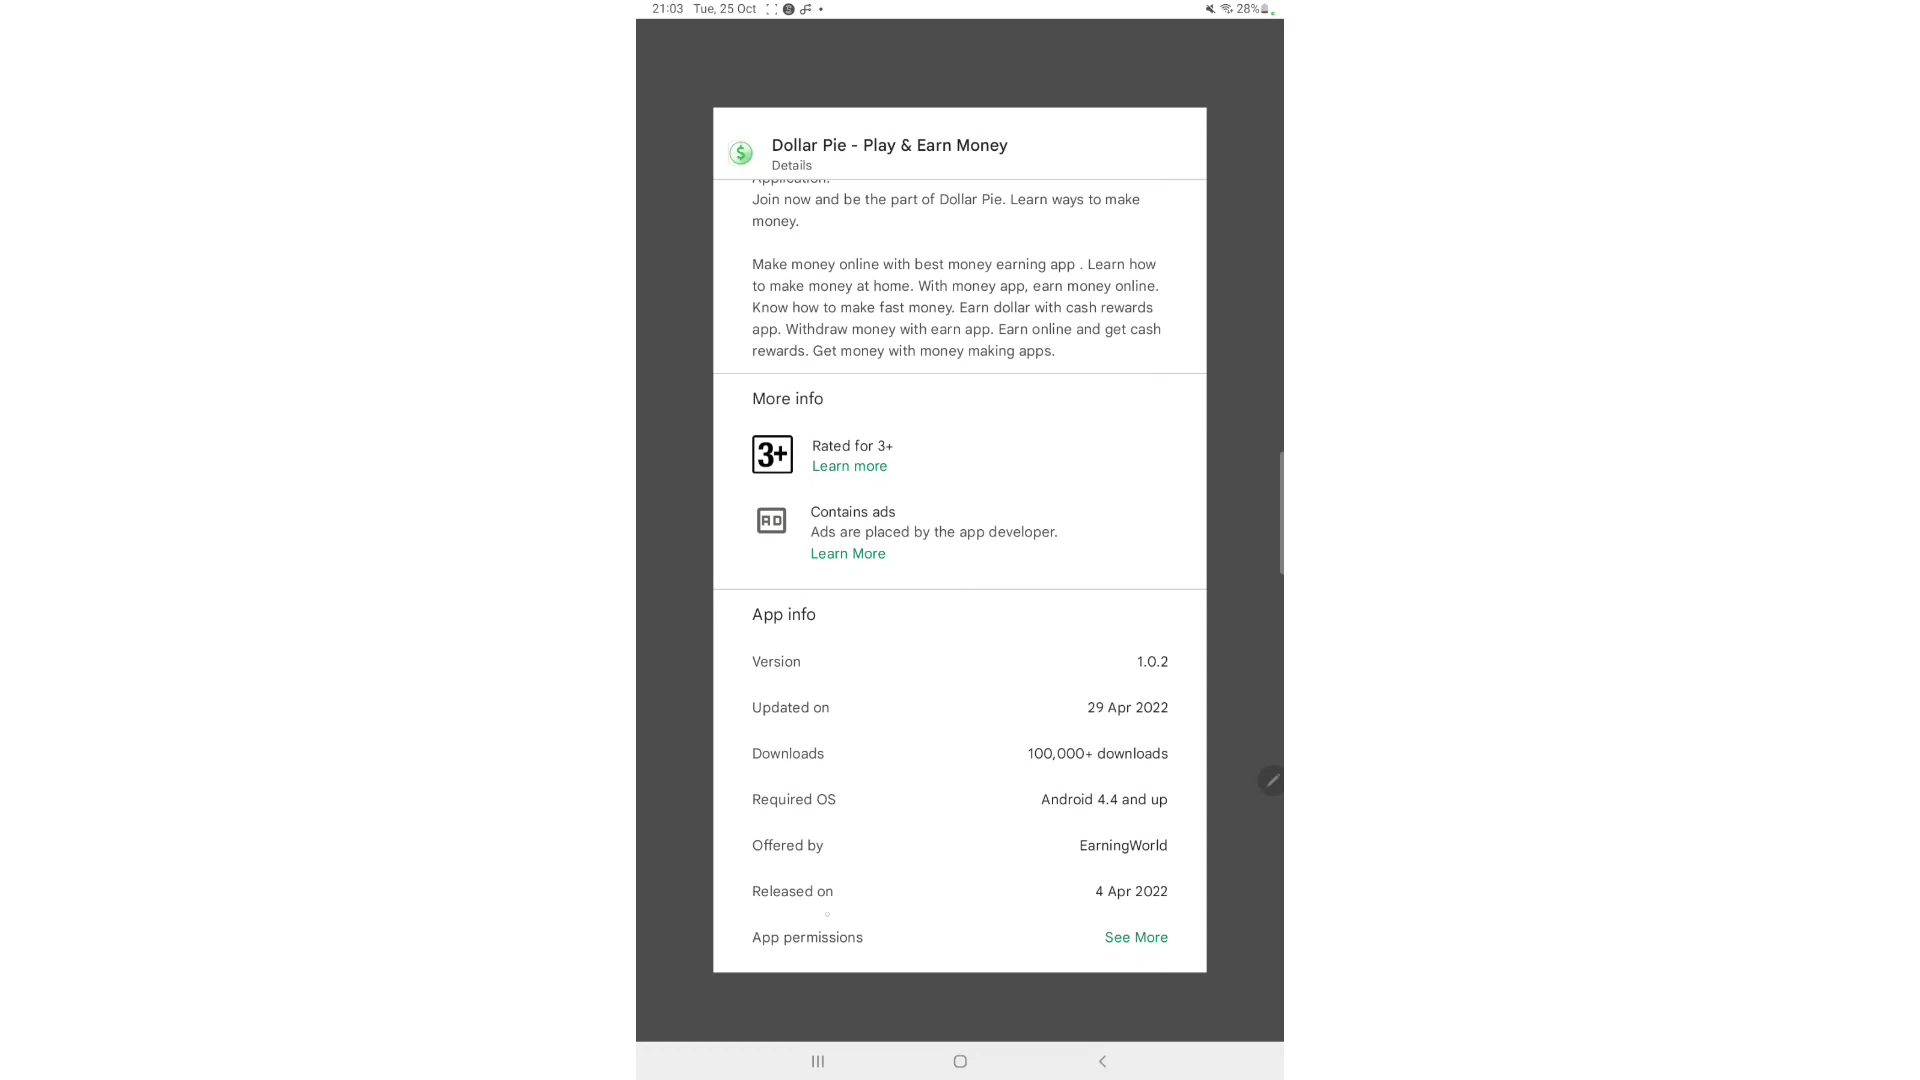 21:03 Tue, 25 Oct
28%
Dollar Pie - Play & Earn Money
Details
Application.
Join now and be the part of Dollar Pie. Learn ways to make
money.
Make money online with best money earning app . Learn how
to make money at home. With money app, earn money online.
Know how to make fast money. Earn dollar with cash rewards
app. Withdraw money with earn app. Earn online and get cash
rewards. Get money with money making apps.
More info
3+
Rated for 3+
Learn more
AD
Contains ads
Ads are placed by the app developer.
Learn More
App info
Version 1.0.2
Updated on 29 Apr 2022
Downloads 100,000+ downloads
Required OS Android 4.4 and up
Offered by EarningWorld
Released on 4 Apr 2022
App permissions See More